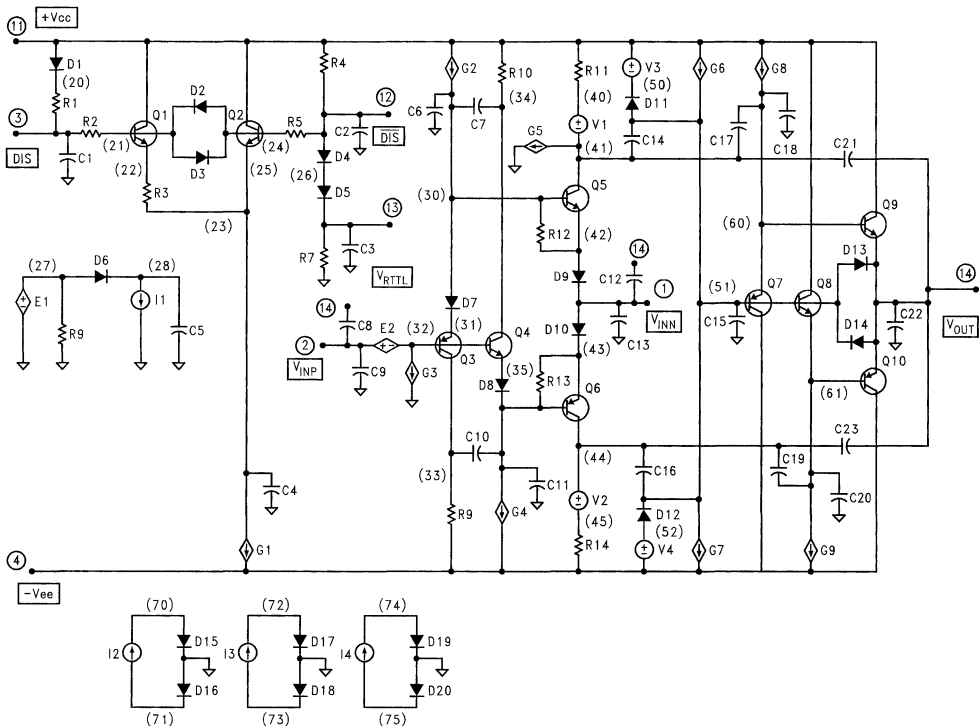 11 +Vcc
D1
(20)
R1
3
DIS
R2
C1
(21)
Q1
(22)
R3
D2
D3
Q2
(24)
(25)
(23)
R5
R4
12
C2
DIS
D4
(26)
D5
13
C3
R7
VRTTL
G2
C6
C7
R10
(34)
(30)
R11
(40)
V1
(41)
G5
Q5
R12
(42)
D9
V3
(50)
D11
C14
G6
G8
C17
C18
C21
Q9
(60)
14
C12
1
VINN
C13
D10
(43)
R13
Q6
(51)
C15
Q7
Q8
D13
D14
C22
14
VOUT
Q10
(61)
(27)
E1
R9
D6
(28)
I1
C5
14
C8
2
VINP
C9
E2
G3
(32)
D7
(31)
Q3
Q4
(35)
D8
C10
(33)
R9
C11
G4
(44)
V2
(45)
R14
C16
D12
(52)
V4
G7
C23
C19
C20
G9
C4
G1
4
-Vee
(70)
I2
D15
D16
(71)
(72)
I3
D17
D18
(73)
(74)
I4
D19
D20
(75)